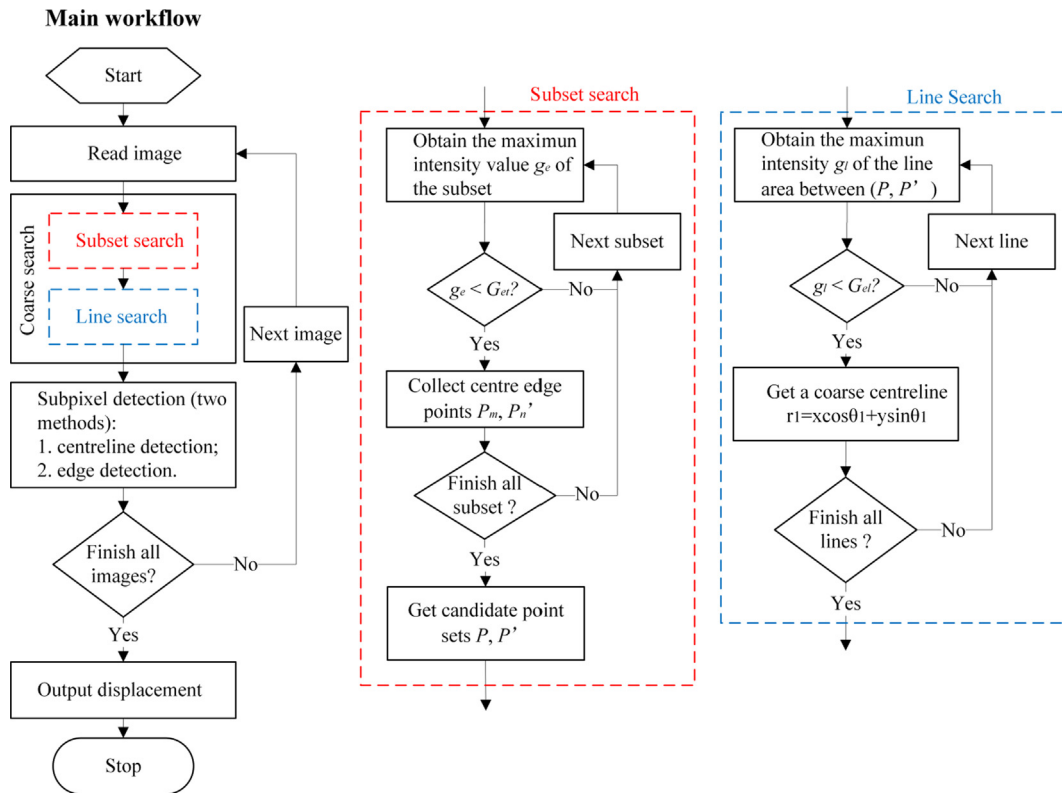 Main workflow
Start
Read image
Coarse search
Subset search
Line search
Next image
Subpixel detection (two
methods):
1. centreline detection;
2. edge detection.
Finish all
images?
No
Yes
Output displacement
Stop
Subset search
Obtain the maximun
intensity value ge of
the subset
Next subset
ge < Get?
No
Yes
Collect centre edge
points Pm, Pn’
Finish all
subset ?
No
Yes
Get candidate point
sets P, P’
Line Search
Obtain the maximun
intensity gl of the line
area between (P, P’ )
Next line
gl < Gel?
No
Yes
Get a coarse centreline
r1=xcosθ1+ysinθ1
Finish all
lines ?
No
Yes